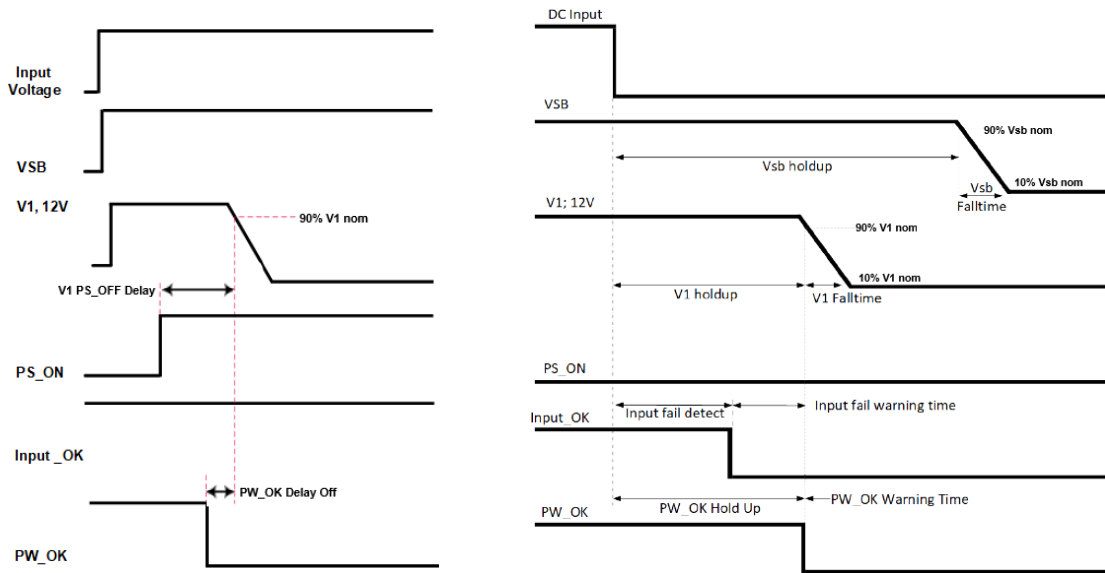 Input
Voltage
VSB
V1, 12V
90% V1 nom
V1 PS_OFF Delay
PS_ON
Input _OK
PW_OK Delay Off
PW_OK
DC Input
VSB
90% Vsb nom
Vsb holdup
10% Vsb nom
Vsb
Falltime
V1; 12V
90% V1 nom
10% V1 nom
V1 holdup
V1 Falltime
PS_ON
Input fail detect
Input fail warning time
Input_OK
PW_OK Hold Up
PW_OK Warning Time
PW_OK